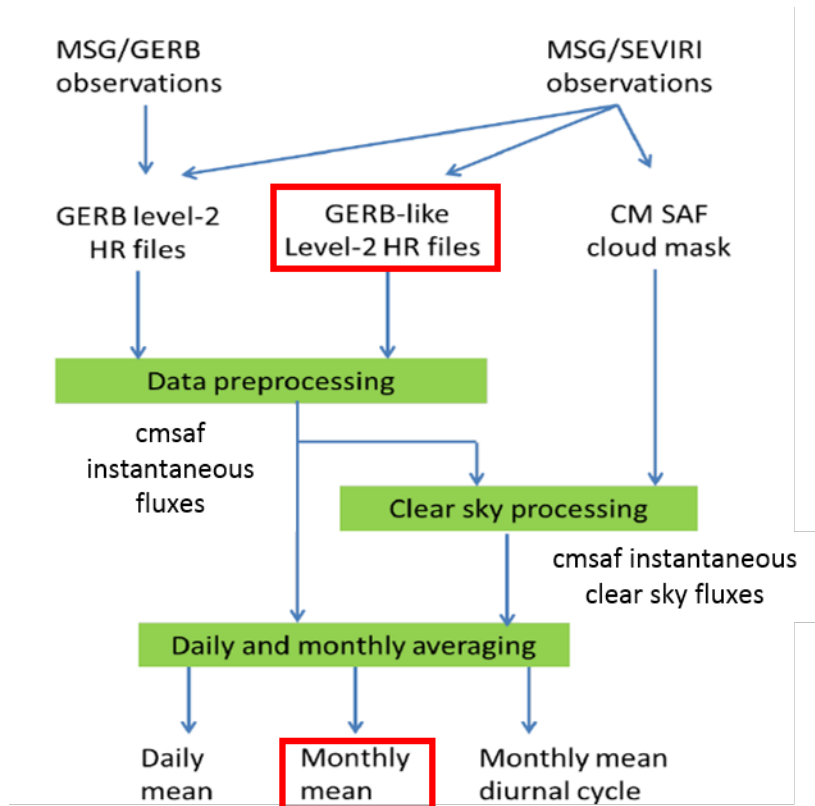 MSG/GERB
observations
MSG/SEVIRI
observations
GERB level-2
HR files
GERB-like
Level-2 HR files
CM SAF
cloud mask
Data preprocessing
cmsaf
instantaneous
fluxes
Clear sky processing
cmsaf instantaneous
clear sky fluxes
Daily and monthly averaging
Daily
mean
Monthly
mean
Monthly mean
diurnal cycle